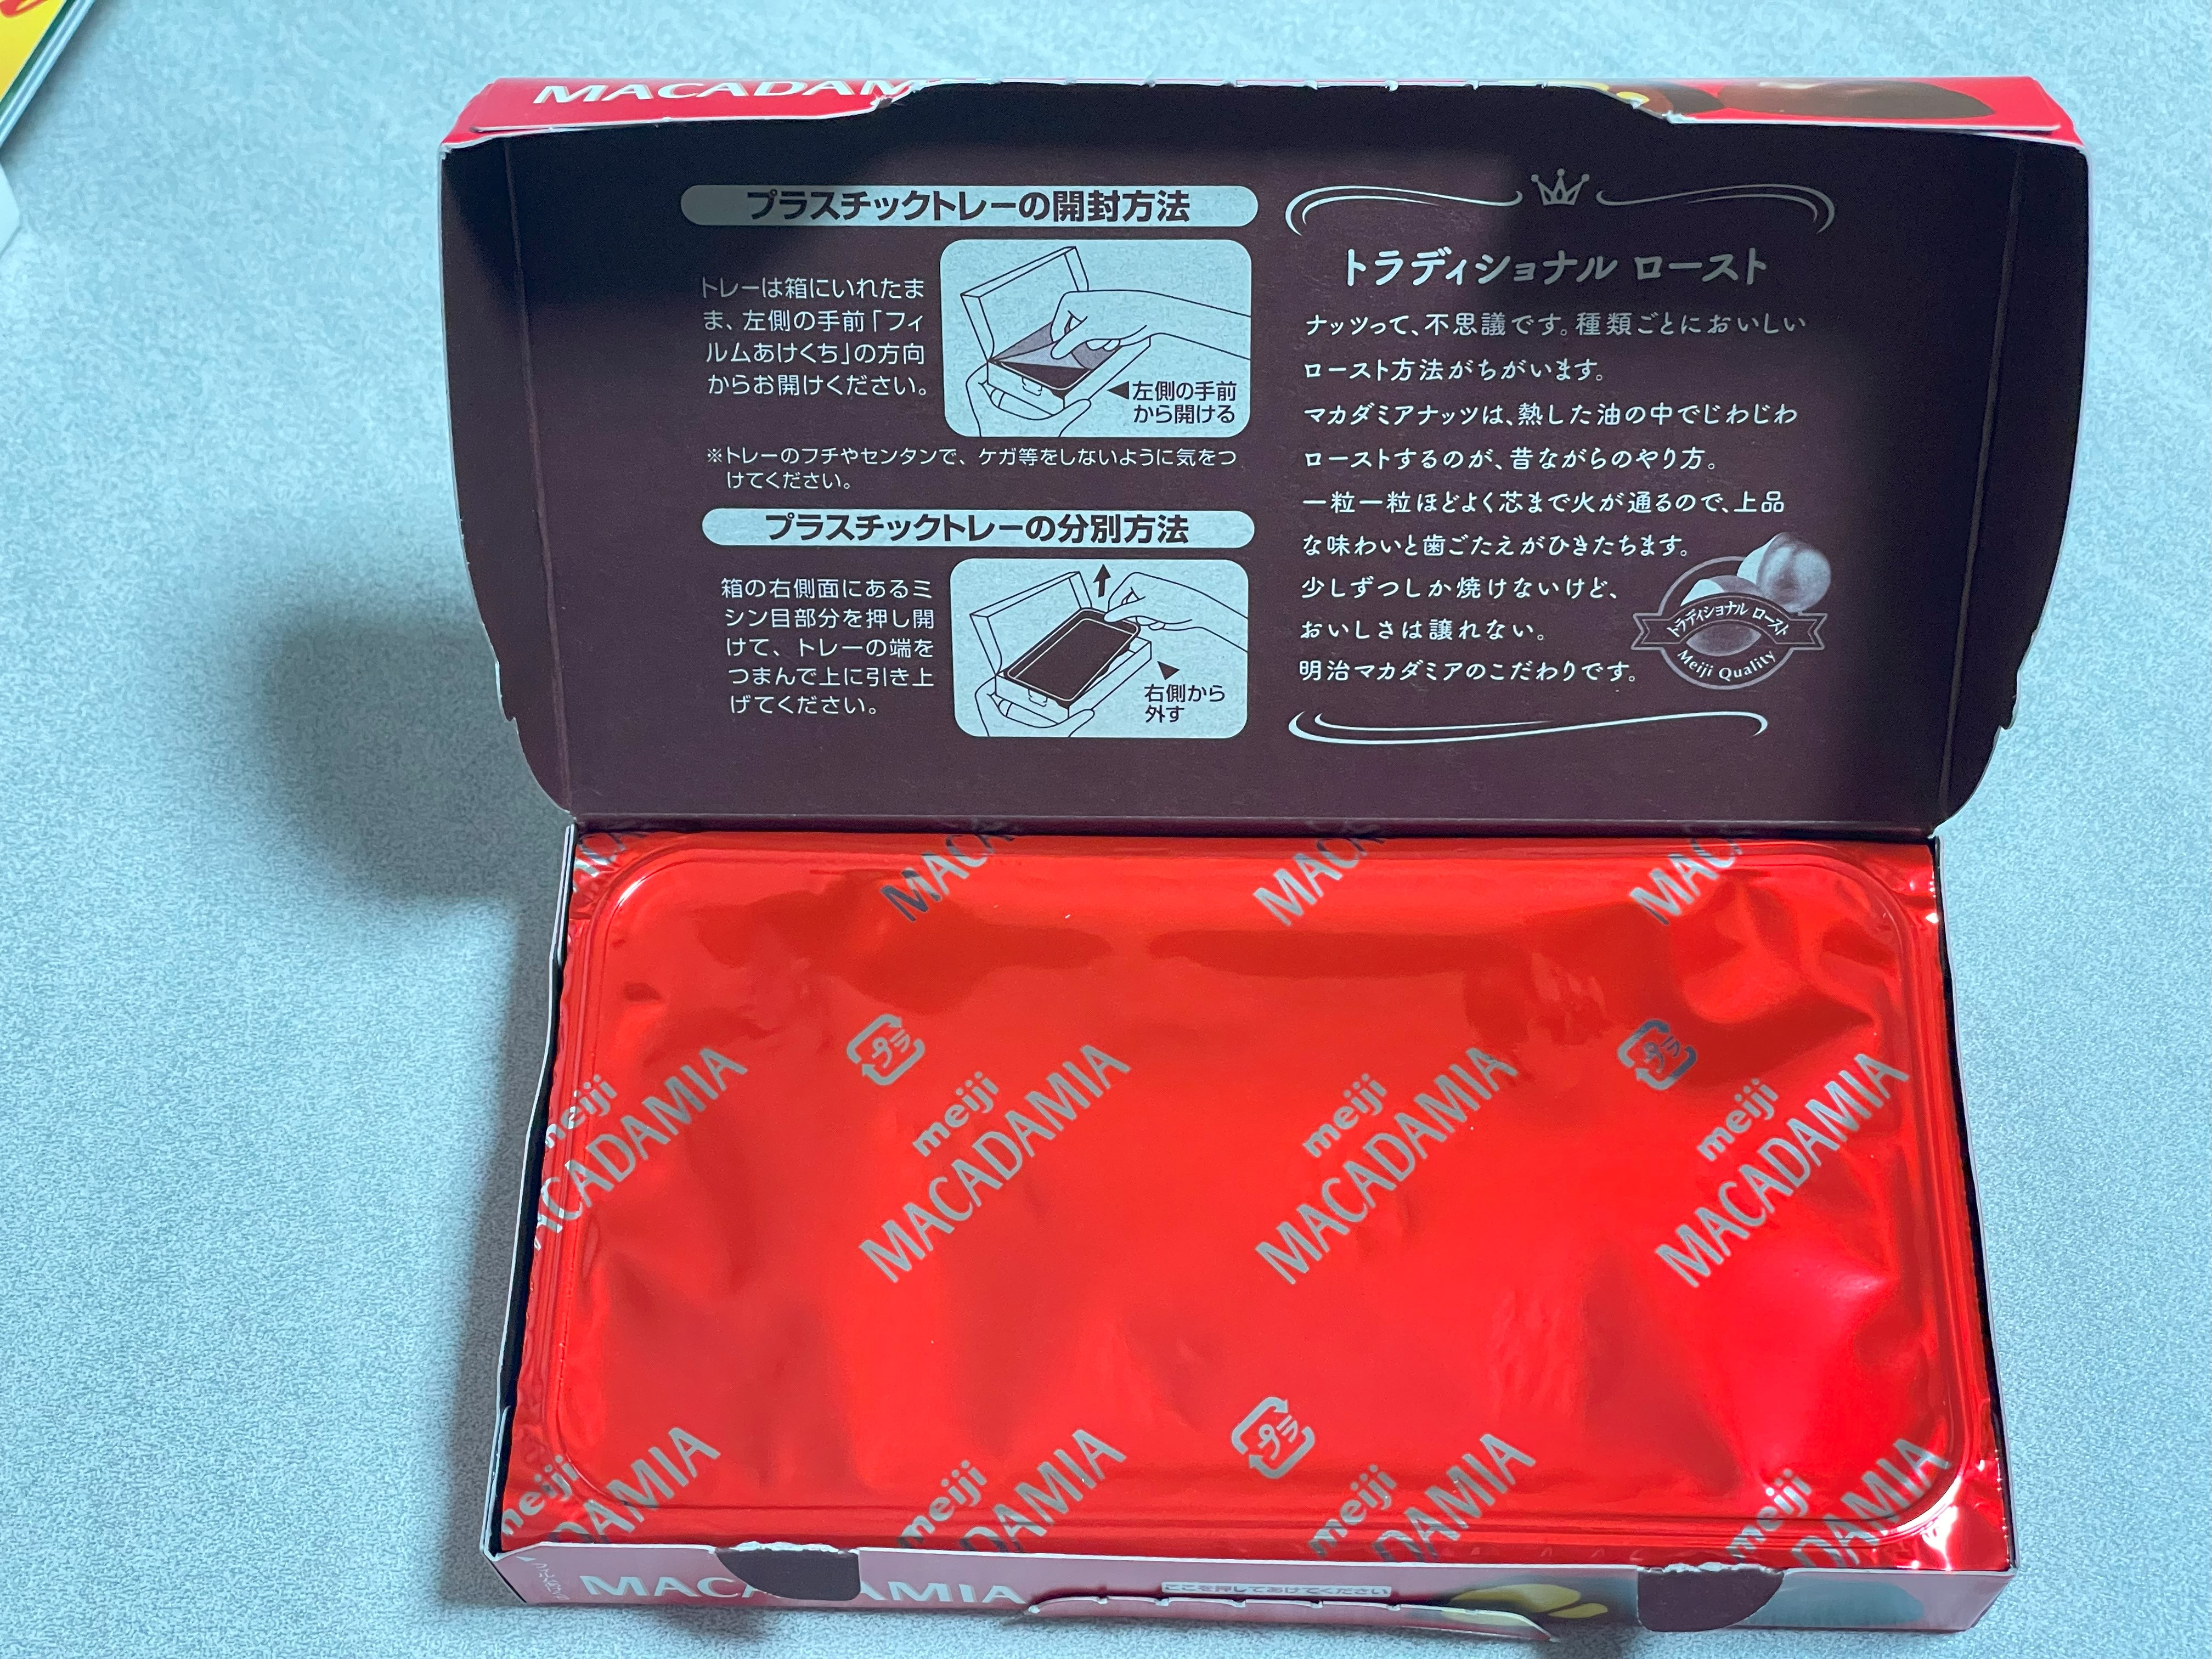 MACADAM
プラスチックトレーの開封方法
トレーは箱にいれたま
ま、左側の手前「フィ
ルムあけくち」の方向
からお開けください。
◀左側の手前
から開ける
※トレーのフチやセンタンで、ケガ等をしないように気をつ
けてください。
プラスチックトレーの分別方法
箱の右側面にあるミ
シン目部分を押し開
けて、トレーの端を
つまんで上に引き上
げてください。
右側から
外す
トラディショナル ロースト
ナッツって、不思議です。種類ごとにおいしい
ロースト方法がちがいます。
マカダミアナッツは、熱した油の中でじわじわ
ローストするのが、昔ながらのやり方。
一粒一粒ほどよく芯まで火が通るので、上品
な味わいと歯ごたえがひきたちます。
少しずつしか焼けないけど、
おいしさは譲れない。
明治マカダミアのこだわりです。
トラディショナル ロースト
Meiji Quality
MACA
MACA
MACA
プラ
プラ
meiji
MACADAMIA
meiji
MACADAMIA
meiji
MACADAMIA
meiji
MACADAMIA
プラ
meiji
DAMIA
meiji
DAMIA
meiji
DAMIA
meiji
DAMIA
MACADAMIA
ここを押してあけてください